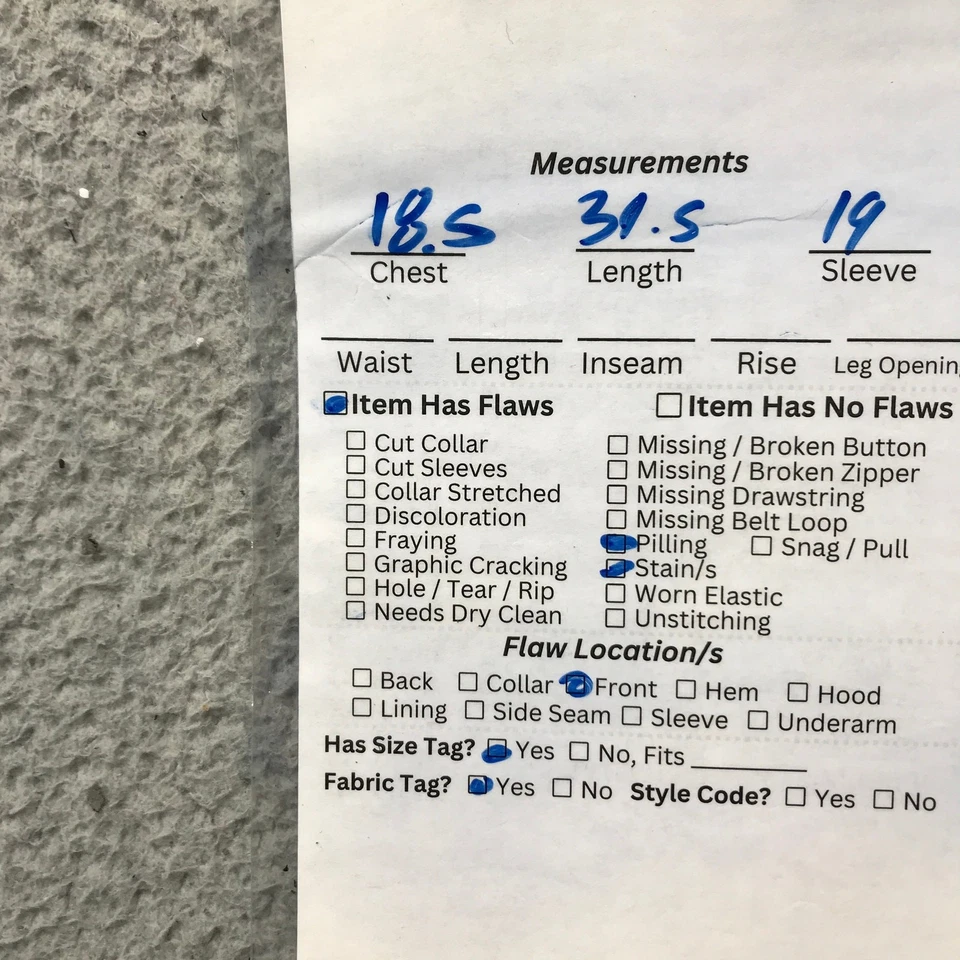 Measurements
18.5 31.5 19
Chest Length Sleeve
Waist Length Inseam Rise Leg Opening
Item Has Flaws Item Has No Flaws
Cut Collar Missing / Broken Button
Cut Sleeves Missing / Broken Zipper
Collar Stretched Missing Drawstring
Discoloration Missing Belt Loop
Fraying Pilling Snag / Pull
Graphic Cracking Stain/s
Hole / Tear / Rip Worn Elastic
Needs Dry Clean Unstitching
Flaw Location/s
Back Collar Front Hem Hood
Lining Side Seam Sleeve Underarm
Has Size Tag? Yes No, Fits
Fabric Tag? Yes No Style Code? Yes No